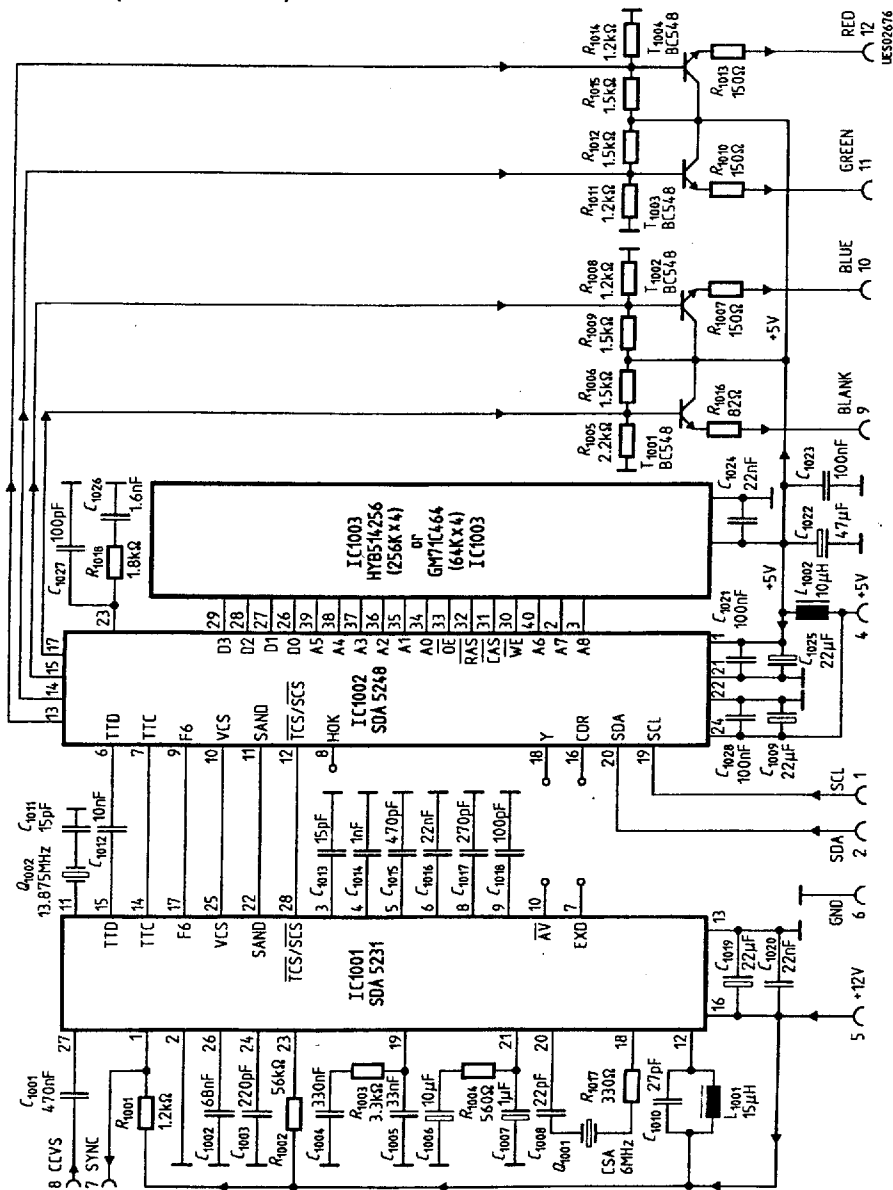 R1014
1.2kΩ
T1004
BC548
R1015
1.5kΩ
R1013
150Ω
RED
12
UES02676
R1012
1.5kΩ
R1011
1.2kΩ
T1003
BC548
R1010
150Ω
GREEN
11
R1008
1.2kΩ
T1002
BC548
R1009
1.5kΩ
R1007
150Ω
BLUE
10
+5V
R1006
1.5kΩ
R1005
2.2kΩ
T1001
BC548
R1016
82Ω
BLANK
9
C1024
22nF
C1023
100nF
C1022
47µF
C1026
1.6nF
100pF
C1027
R1018
1.8kΩ
23
IC1003
HYB514256
(256K x 4)
or
GM71C464
(64K x 4)
IC1003
29
28
27
26
39
38
37
36
35
34
33
32
31
30
40
2
3
D3
D2
D1
D0
A5
A4
A3
A2
A1
A0
OE
RAS
CAS
WE
A6
A7
A8
17
15
14
13
IC1002
SDA 5248
+5V
L1002
10µH
+5V
4
C1021
100nF
C1025
22µF
1
21
22
24
C1028
100nF
C1009
22µF
6
TTD
7
TTC
9
F6
10
VCS
11
SAND
12
TCS/SCS
8
HOK
18
Y
16
COR
20
SDA
19
SCL
SCL
1
SDA
2
GND
6
C1011
15pF
Q1002
13.875MHz
C1012
10nF
C1013
15pF
C1014
1nF
C1015
470pF
C1016
22nF
C1017
270pF
C1018
100pF
11
15
TTD
14
TTC
17
F6
25
VCS
22
SAND
28
TCS/SCS
3
4
5
6
8
9
10
AV
7
EXD
13
IC1001
SDA 5231
C1019
22µF
C1020
22nF
16
+12V
5
27
1
2
26
24
23
19
21
20
18
12
C1001
470nF
R1001
1.2kΩ
C1002
68nF
C1003
220pF
R1002
56kΩ
C1004
330nF
R1003
3.3kΩ
C1005
33nF
C1006
10µF
R1004
560Ω
C1007
1µF
C1008
22pF
Q1001
CSA
6MHz
R1017
330Ω
C1010
27pF
L1001
15µH
8 CCVS
7 SYNC